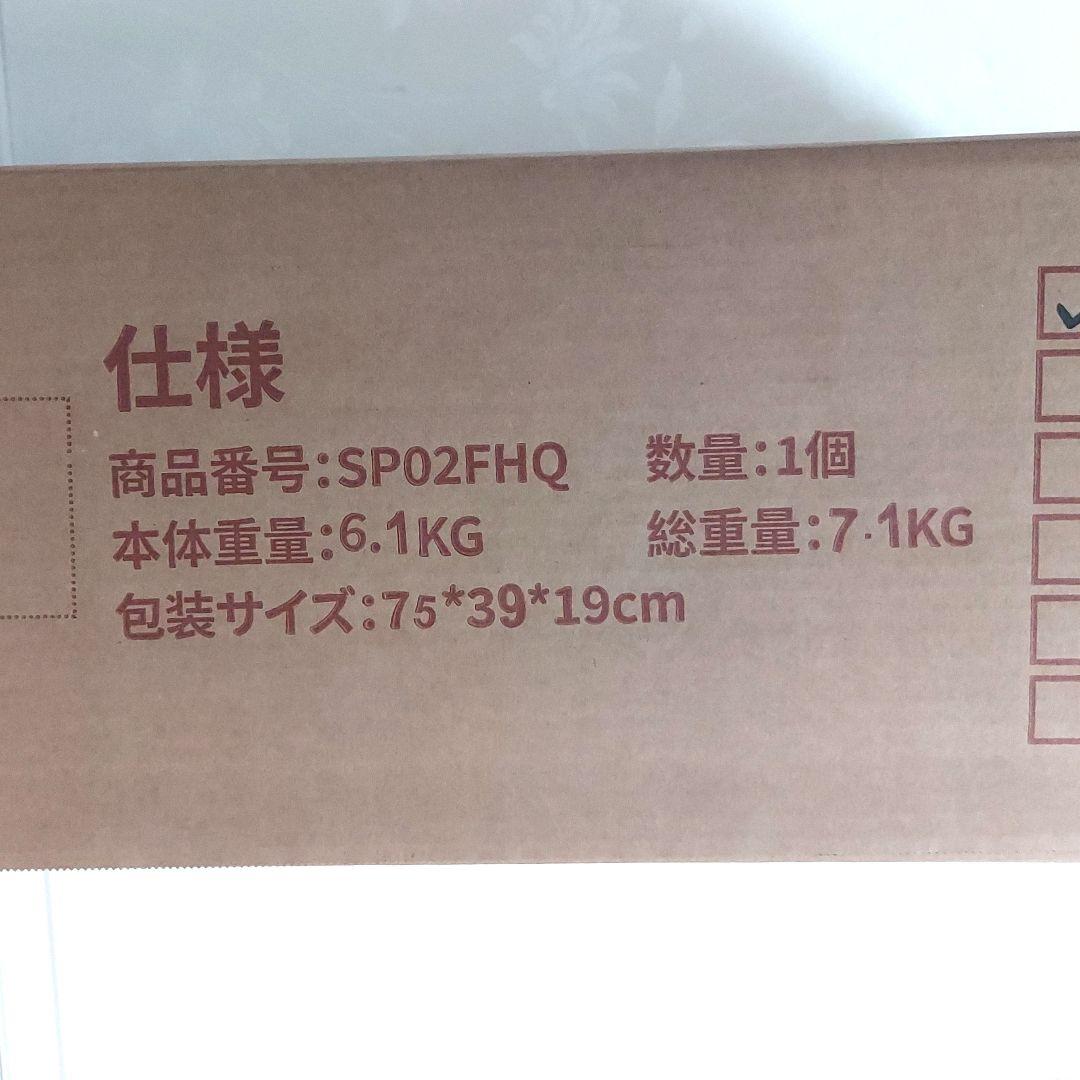 仕様
商品番号：SP02FHQ 数量：1個
本体重量：6.1KG 総重量：7.1KG
包装サイズ：75*39*19cm